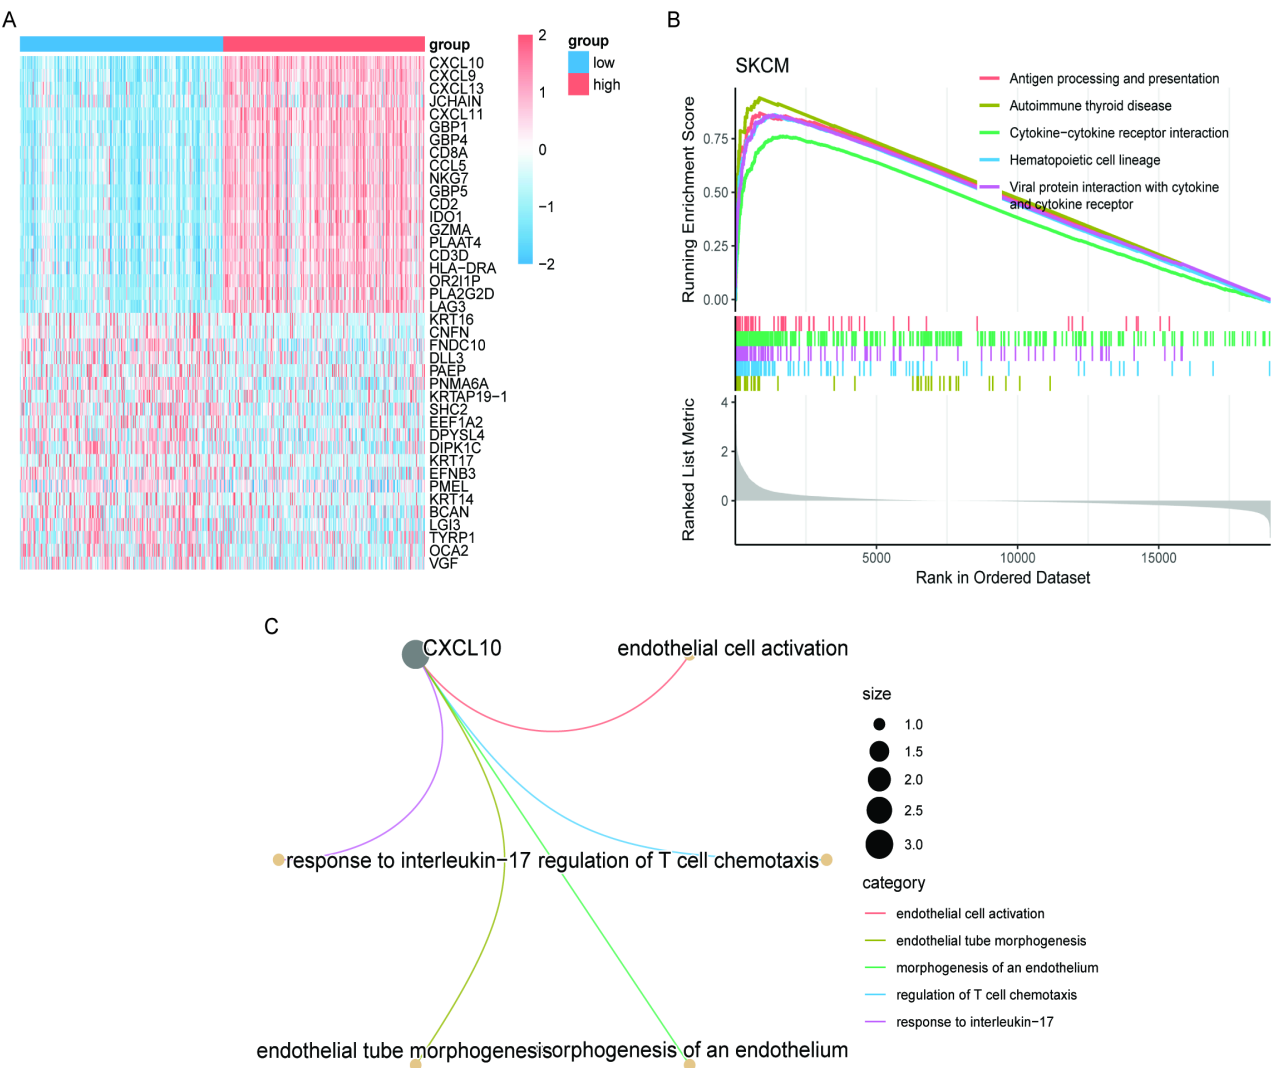 A
group
CXCL10
CXCL9
CXCL13
JCHAIN
CXCL11
GBP1
GBP4
CD8A
CCL5
NKG7
GBP5
CD2
IDO1
GZMA
PLAAT4
CD3D
HLA−DRA
OR2I1P
PLA2G2D
LAG3
KRT16
CNFN
FNDC10
DLL3
PAEP
PNMA6A
KRTAP19−1
SHC2
EEF1A2
DPYSL4
DIPK1C
KRT17
EFNB3
PMEL
KRT14
BCAN
LGI3
TYRP1
OCA2
VGF
2
1
0
−1
−2
group
low
high
B
SKCM
Running Enrichment Score
0.75
0.50
0.25
0.00
Antigen processing and presentation
Autoimmune thyroid disease
Cytokine−cytokine receptor interaction
Hematopoietic cell lineage
Viral protein interaction with cytokine
and cytokine receptor
Ranked List Metric
4
2
0
5000
10000
15000
Rank in Ordered Dataset
C
CXCL10
endothelial cell activation
response to interleukin−17
regulation of T cell chemotaxis
endothelial tube morphogenesis
morphogenesis of an endothelium
size
1.0
1.5
2.0
2.5
3.0
category
endothelial cell activation
endothelial tube morphogenesis
morphogenesis of an endothelium
regulation of T cell chemotaxis
response to interleukin−17